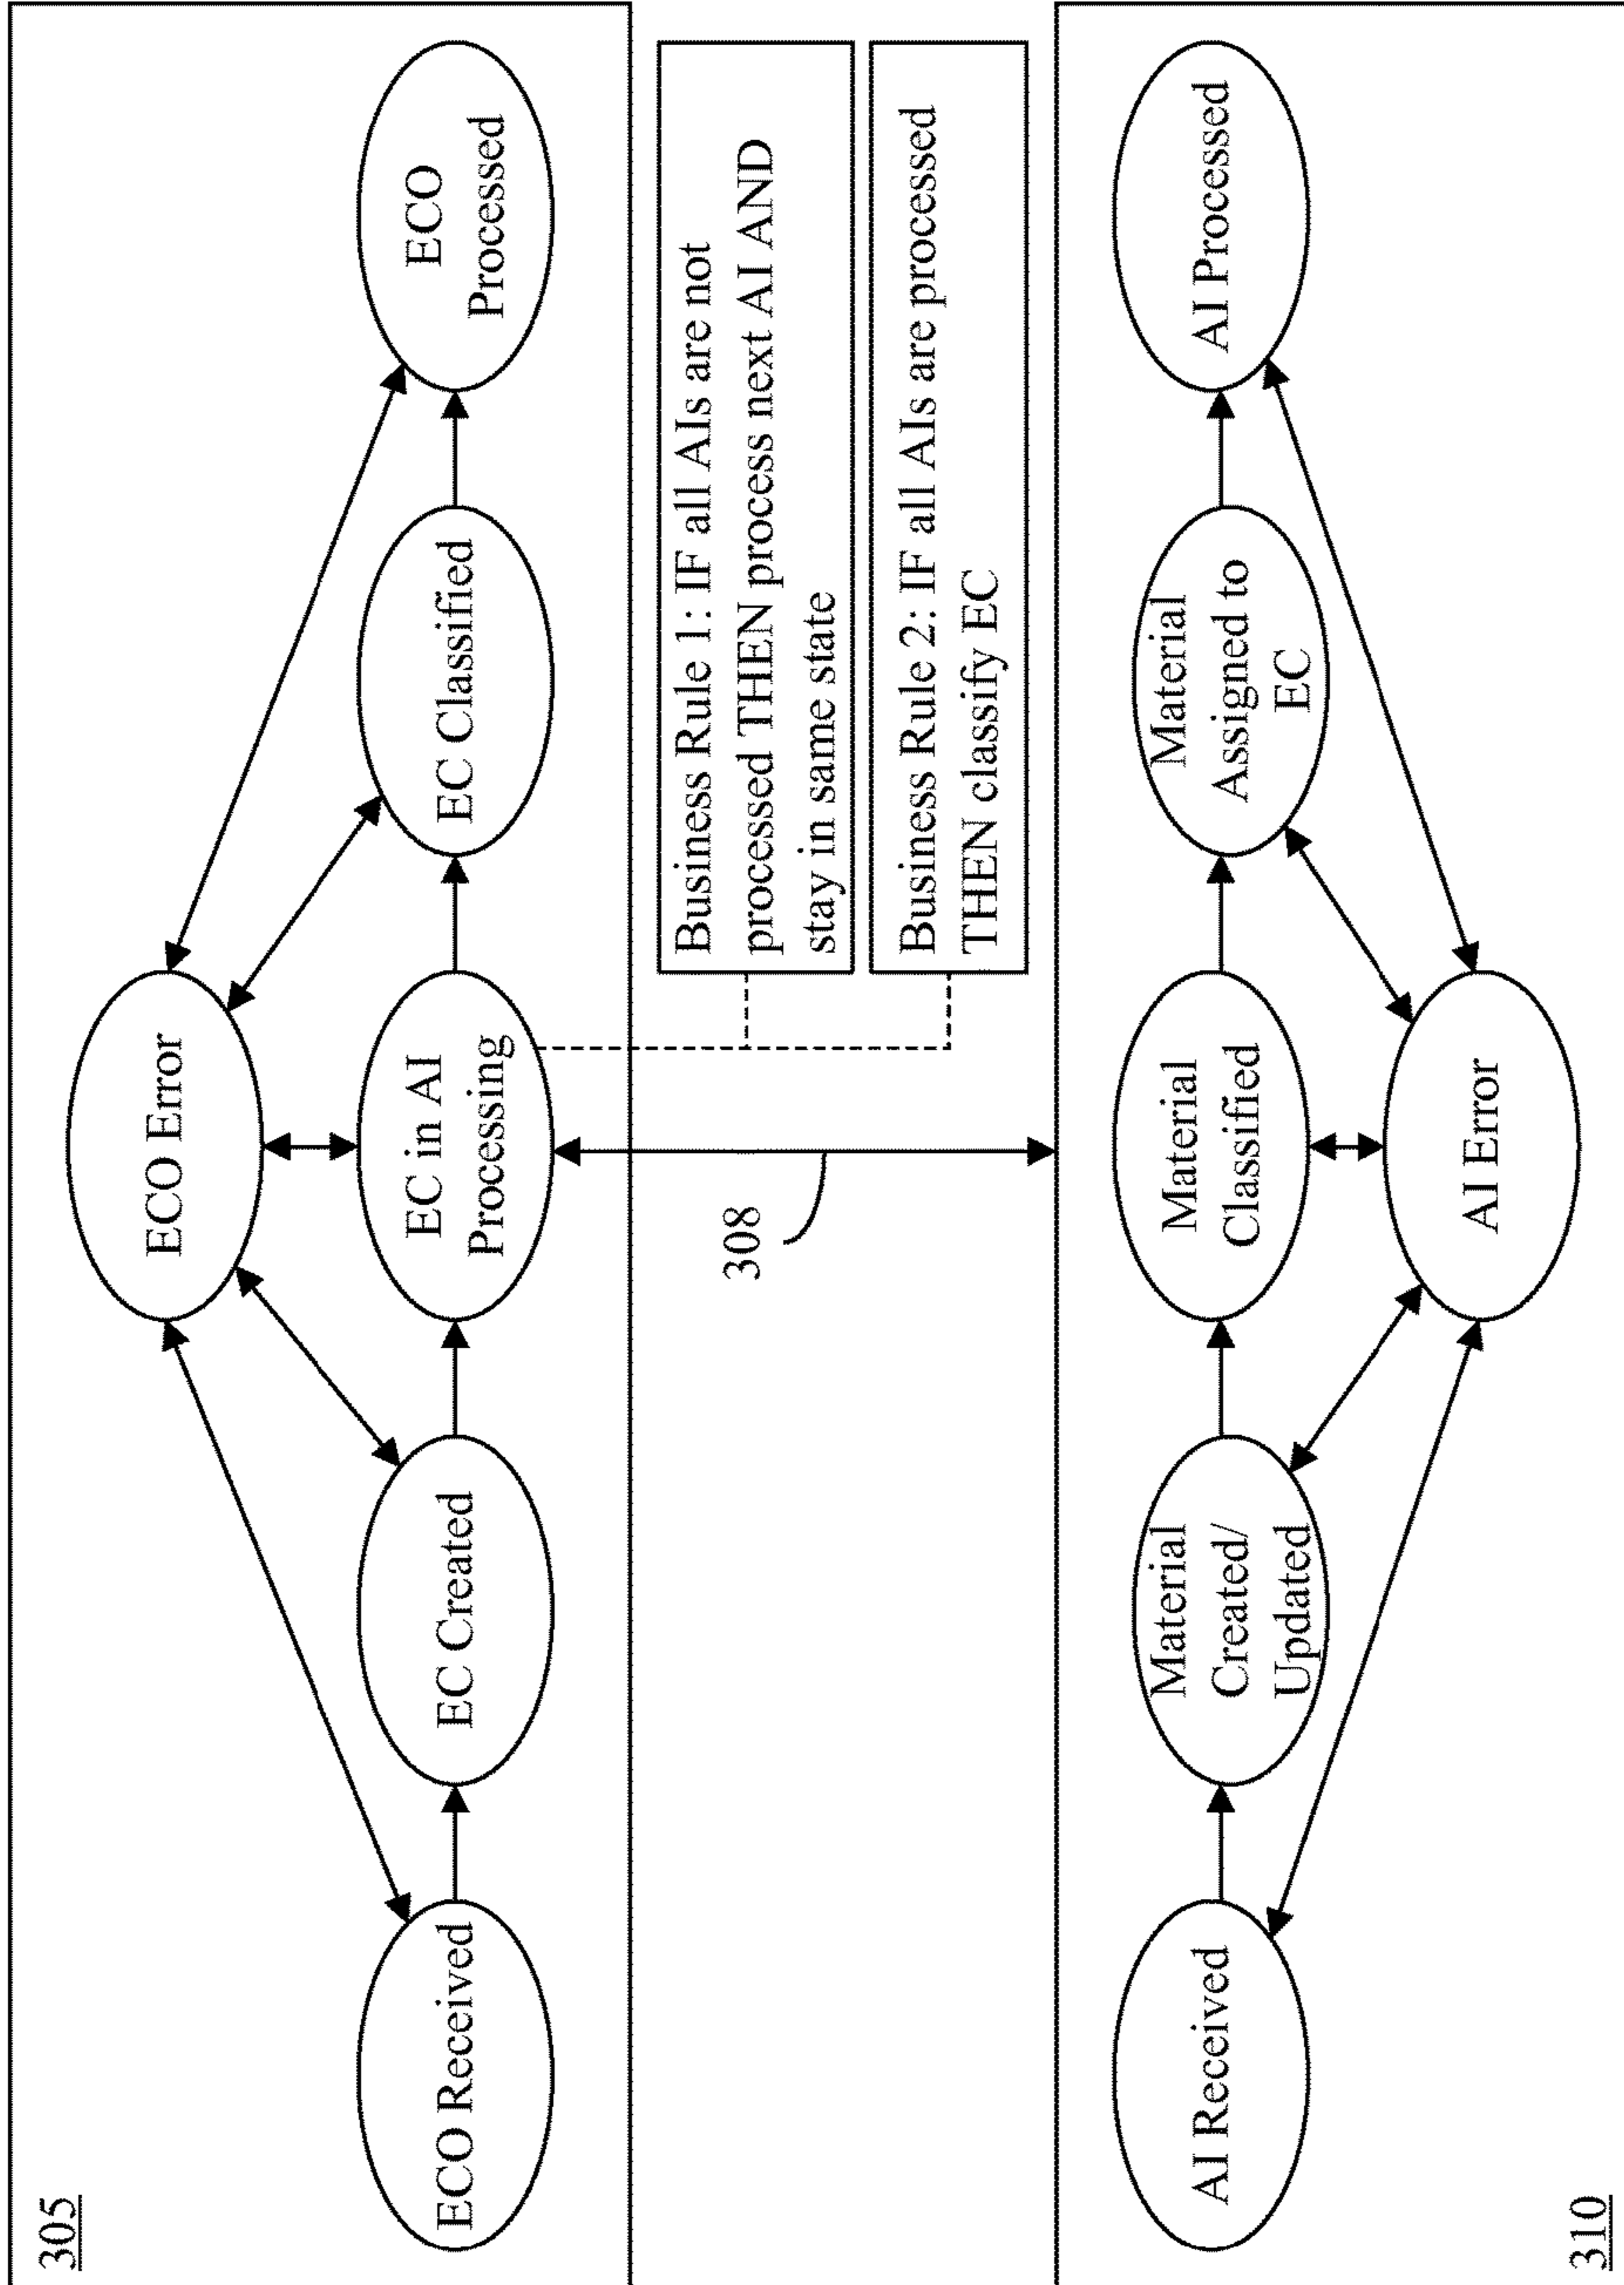 305
ECO Error
ECO Received
EC Created
EC in AI
Processing
EC Classified
ECO
Processed
308
Business Rule 1: IF all AIs are not
processed THEN process next AI AND
stay in same state
Business Rule 2: IF all AIs are processed
THEN classify EC
AI Received
Material
Created/
Updated
Material
Classified
Material
Assigned to
EC
AI Processed
AI Error
310